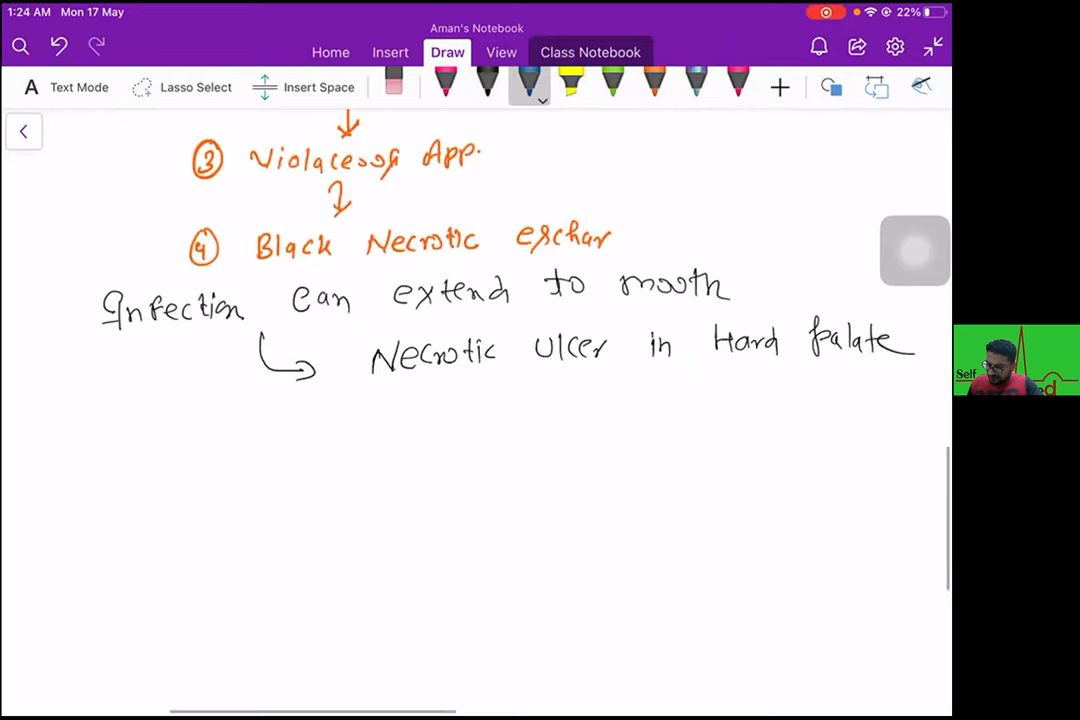 1:24 AM Mon 17 May
22%
Aman's Notebook
Home Insert Draw View Class Notebook
A Text Mode Lasso Select Insert Space
③ Violaceous App.
④ Black Necrotic eschar
Infection can extend to mouth
Necrotic Ulcer in Hard palate
Self
ed